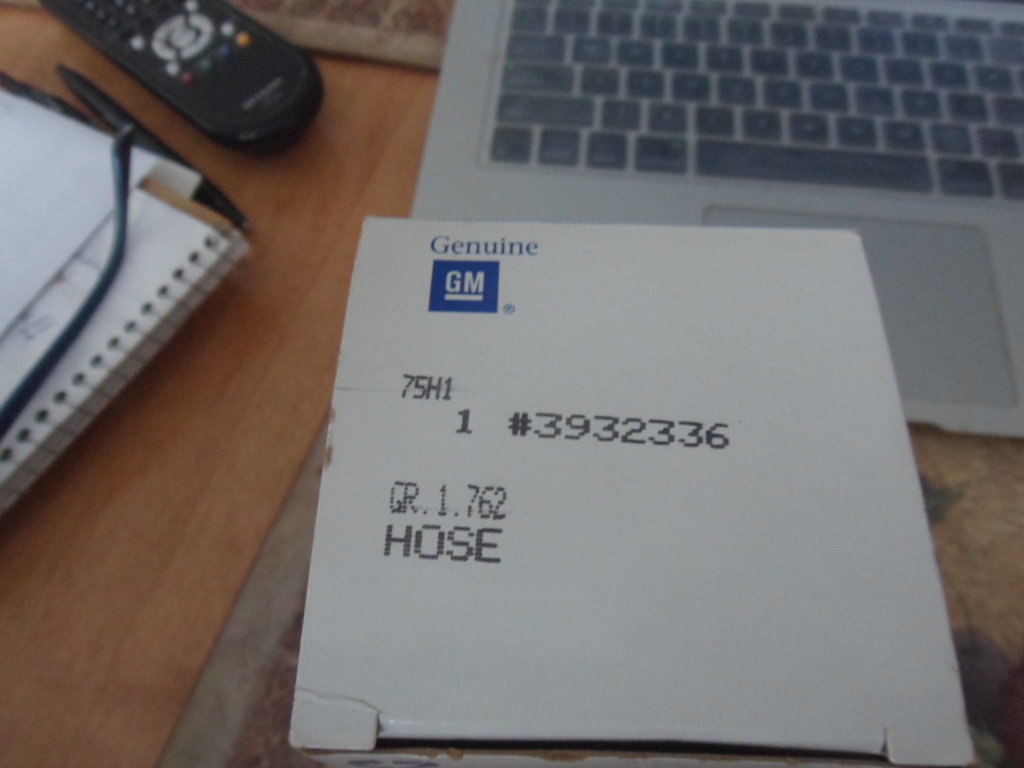 Genuine
GM ®
75H1
1 #3932336
GR. 1.762
HOSE